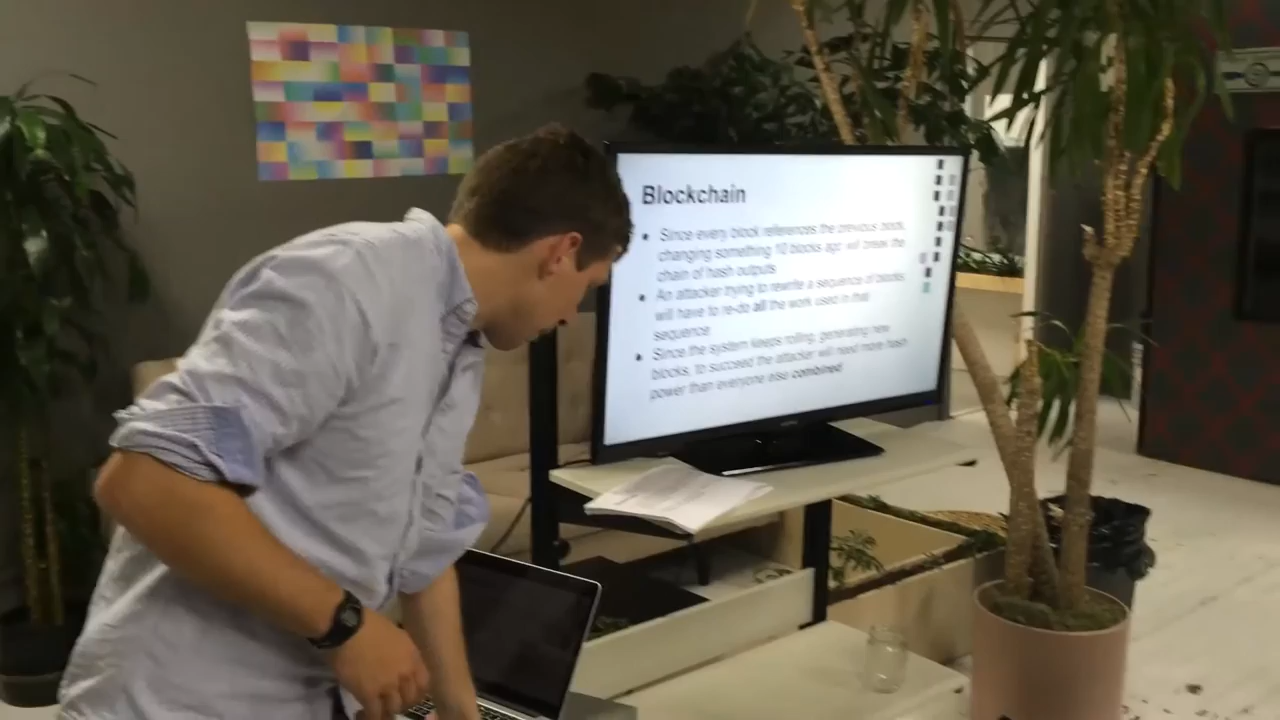 Blockchain
• Since every block references the previous block,
changing something 10 blocks ago will break the
chain of hash outputs
• An attacker trying to rewrite a sequence of blocks
will have to re-do all the work used in that
sequence
• Since the system keeps rolling, generating new
blocks, to succeed the attacker will need more hash
power than everyone else combined